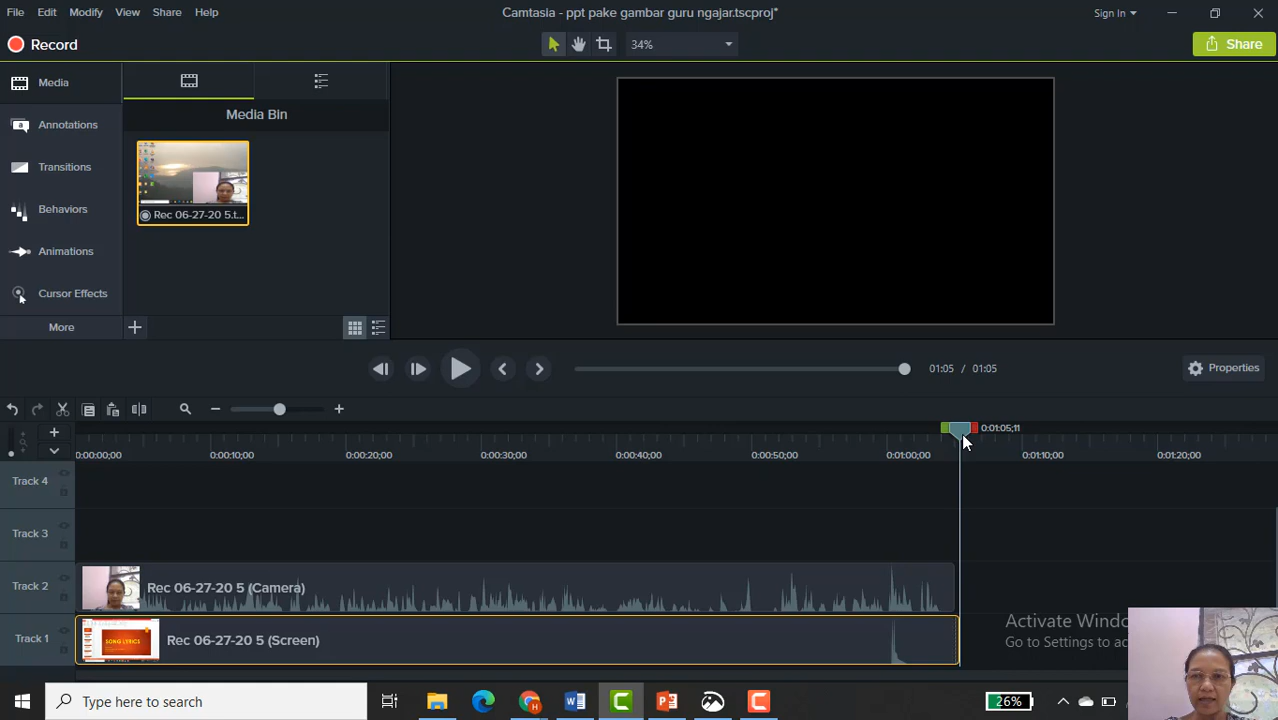 File Edit Modify View Share Help
Camtasia - ppt pake gambar guru ngajar.tscproj*
Sign In
Record
34%
Share
Media
Annotations
Transitions
Behaviors
Animations
Cursor Effects
More
Media Bin
Rec 06-27-20 5.t...
01:05 / 01:05
Properties
0:01:05;11
0:00:00;00 0:00:10;00 0:00:20;00 0:00:30;00 0:00:40;00 0:00:50;00 0:01:00;00 0:01:10;00 0:01:20;00
Track 4
Track 3
Track 2
Rec 06-27-20 5 (Camera)
Track 1
SONG LYRICS
Rec 06-27-20 5 (Screen)
Activate Windo
Go to Settings to a
Type here to search
26%